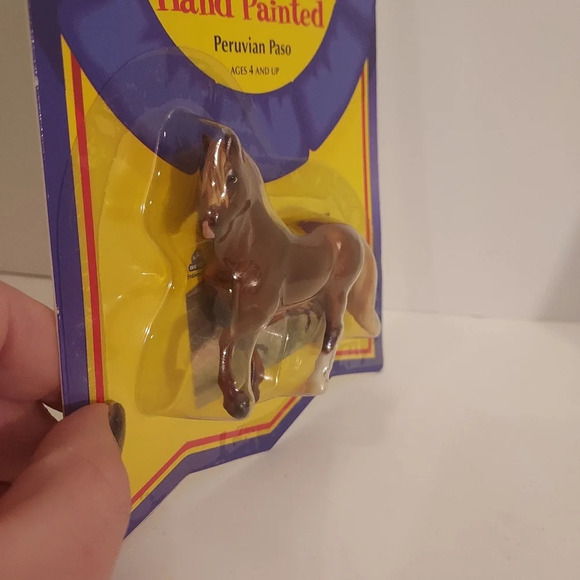 Hand Painted
Peruvian Paso
AGES 4 AND UP